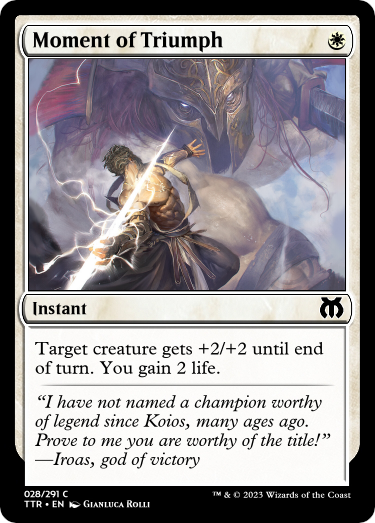 Moment of Triumph
Instant
Target creature gets +2/+2 until end
of turn. You gain 2 life.
“I have not named a champion worthy
of legend since Koios, many ages ago.
Prove to me you are worthy of the title!”
—Iroas, god of victory
028/291 C
TTR • EN Gianluca Rolli
™ & © 2023 Wizards of the Coast